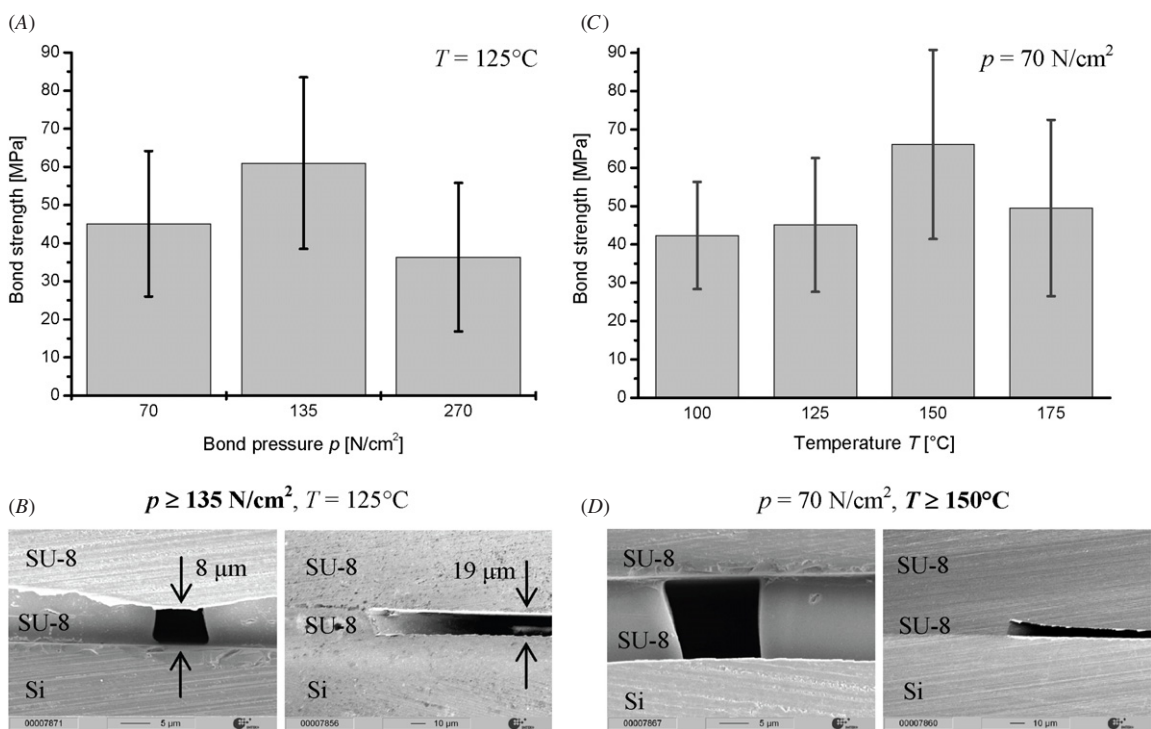 (A)
90
80
70
60
50
40
30
20
10
0
Bond strength [MPa]
T = 125°C
70 135 270
Bond pressure p [N/cm²]
(C)
90
80
70
60
50
40
30
20
10
0
Bond strength [MPa]
p = 70 N/cm²
100 125 150 175
Temperature T [°C]
(B)
p ≥ 135 N/cm², T = 125°C
SU-8
8 µm
SU-8
Si
00007871 5 µm
SU-8
19 µm
SU-8
Si
00007856 10 µm
(D)
p = 70 N/cm², T ≥ 150°C
SU-8
SU-8
Si
00007867 5 µm
SU-8
SU-8
Si
00007860 10 µm